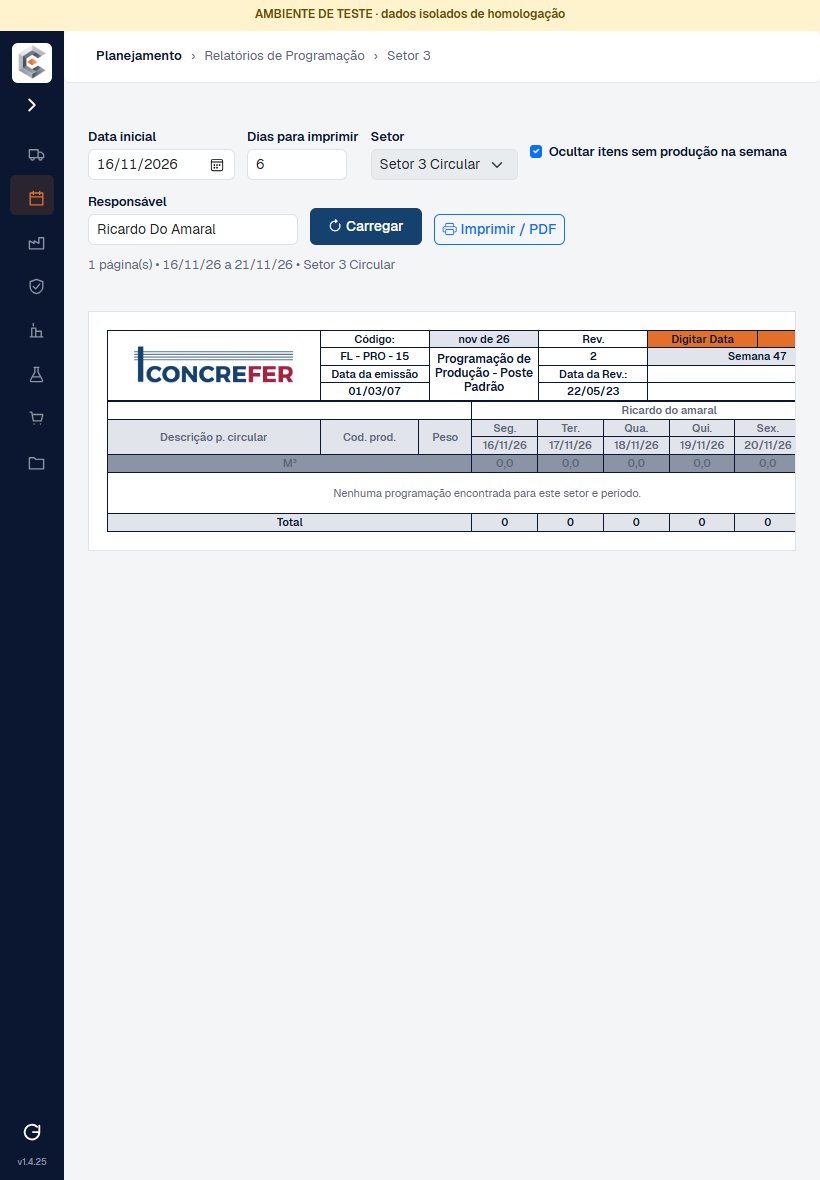 AMBIENTE DE TESTE · dados isolados de homologação
Planejamento › Relatórios de Programação › Setor 3
Data inicial Dias para imprimir Setor
16/11/2026 6 Setor 3 Circular Ocultar itens sem produção na semana
Responsável
Ricardo Do Amaral Carregar Imprimir / PDF
1 página(s) • 16/11/26 a 21/11/26 • Setor 3 Circular
CONCREFER
Código: nov de 26 Rev. Digitar Data
FL - PRO - 15 Programação de Produção - Poste Padrão 2 Semana 47
Data da emissão Data da Rev.:
01/03/07 22/05/23
Ricardo do amaral
Descrição p. circular Cod. prod. Peso Seg. Ter. Qua. Qui. Sex.
16/11/26 17/11/26 18/11/26 19/11/26 20/11/26
M³ 0,0 0,0 0,0 0,0 0,0
Nenhuma programação encontrada para este setor e período.
Total 0 0 0 0 0
v1.4.25